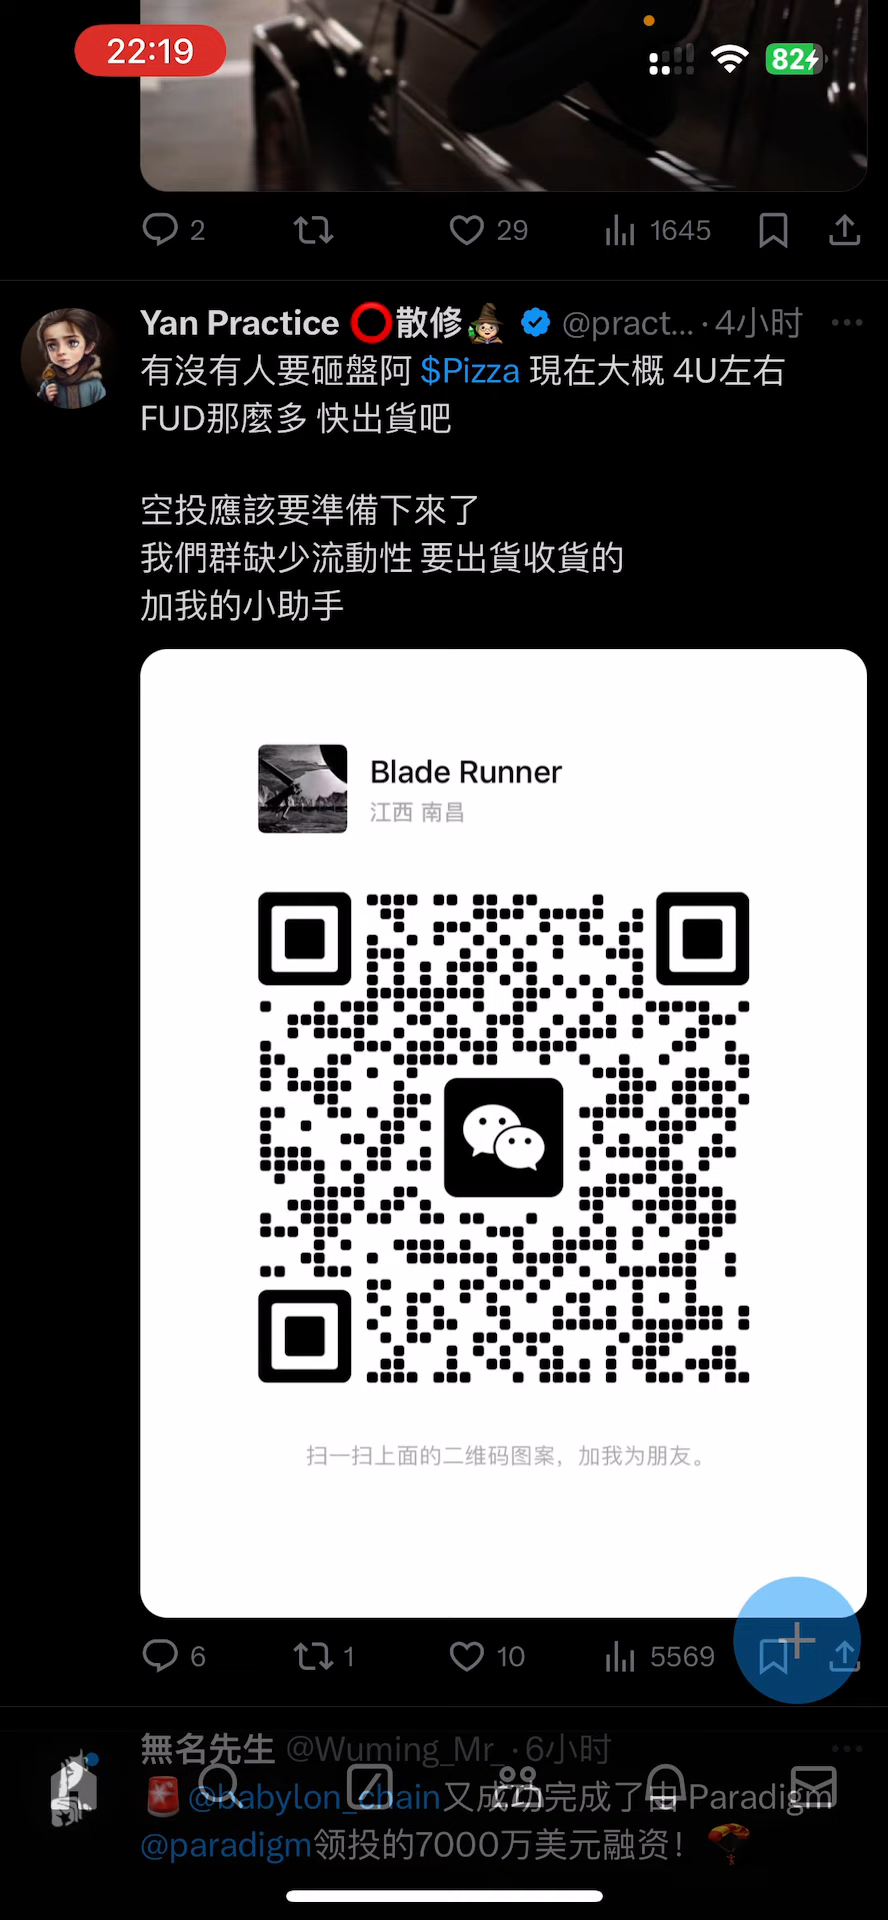 22:19
82
2
29
1645
Yan Practice ⭕散修 @pract... · 4小时
有沒有人要砸盤阿 $Pizza 現在大概 4U左右
FUD那麼多 快出貨吧
空投應該要準備下來了
我們群缺少流動性 要出貨收貨的
加我的小助手
Blade Runner
江西 南昌
扫一扫上面的二维码图案，加我为朋友。
6
1
10
5569
無名先生 @Wuming_Mr_ · 6小时
🚨 @babylon_chain又成功完成了由Paradigm
@paradigm领投的7000万美元融资！